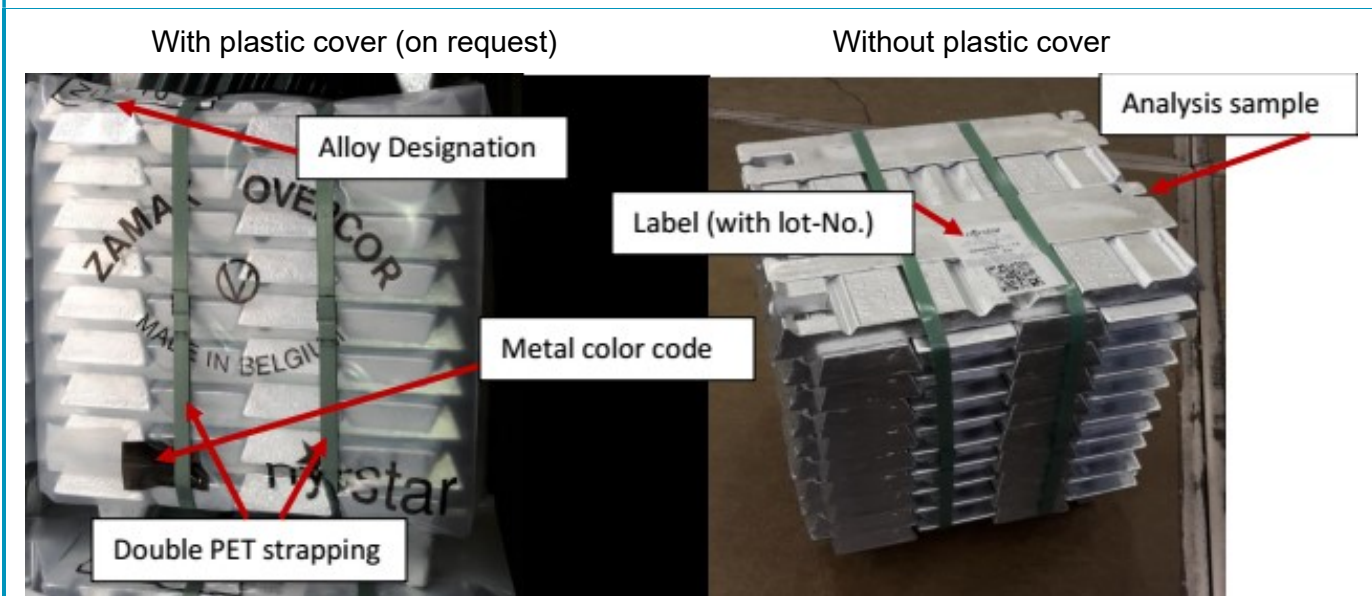 With plastic cover (on request)
Without plastic cover
Analysis sample
Alloy Designation
ZAMAK OVERCOR
Label (with lot-No.)
MADE IN BELGIUM
Metal color code
nyrstar
Double PET strapping